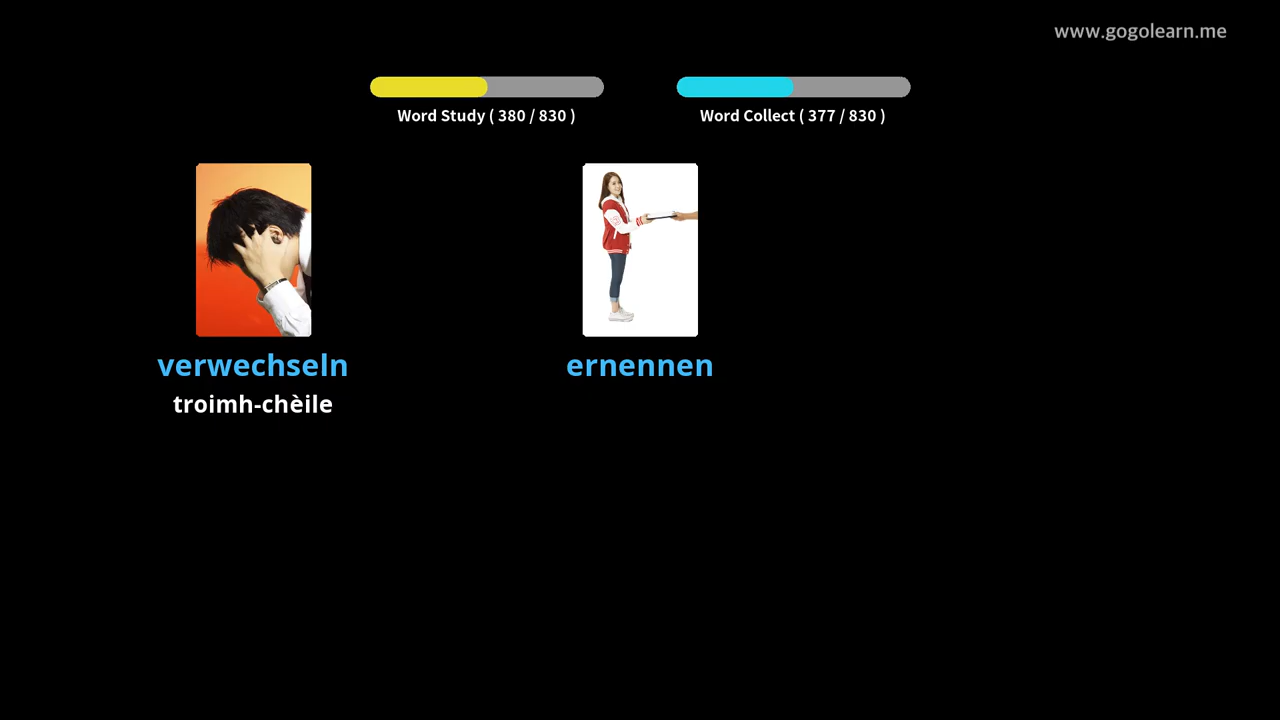 www.gogolearn.me
Word Study ( 380 / 830 )
Word Collect ( 377 / 830 )
verwechseln
troimh-chèile
ernennen